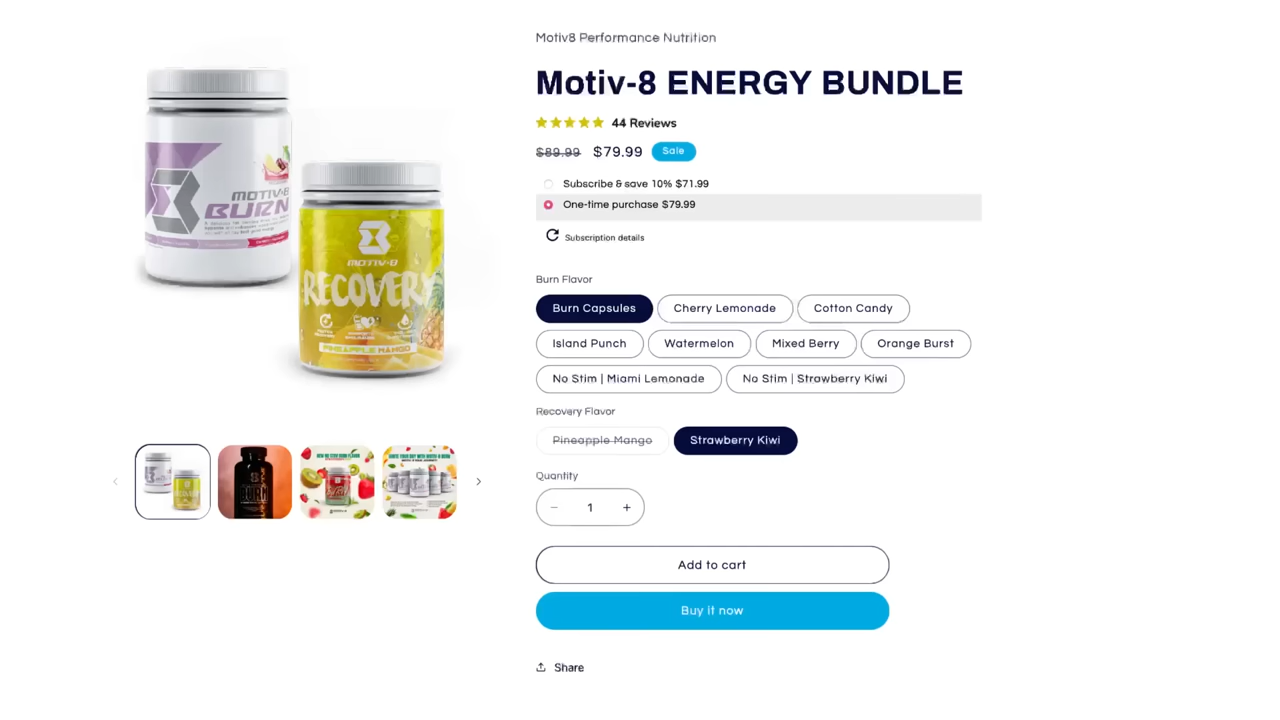 Motiv8 Performance Nutrition
Motiv-8 ENERGY BUNDLE
44 Reviews
$89.99 $79.99 Sale
Subscribe & save 10% $71.99
One-time purchase $79.99
Subscription details
Burn Flavor
Burn Capsules Cherry Lemonade Cotton Candy
Island Punch Watermelon Mixed Berry Orange Burst
No Stim | Miami Lemonade No Stim | Strawberry Kiwi
Recovery Flavor
Pineapple Mango Strawberry Kiwi
Quantity
− 1 +
Add to cart
Buy it now
Share
MOTIV-8
BURN
MOTIV-8
RECOVERY
PINEAPPLE MANGO
BURN